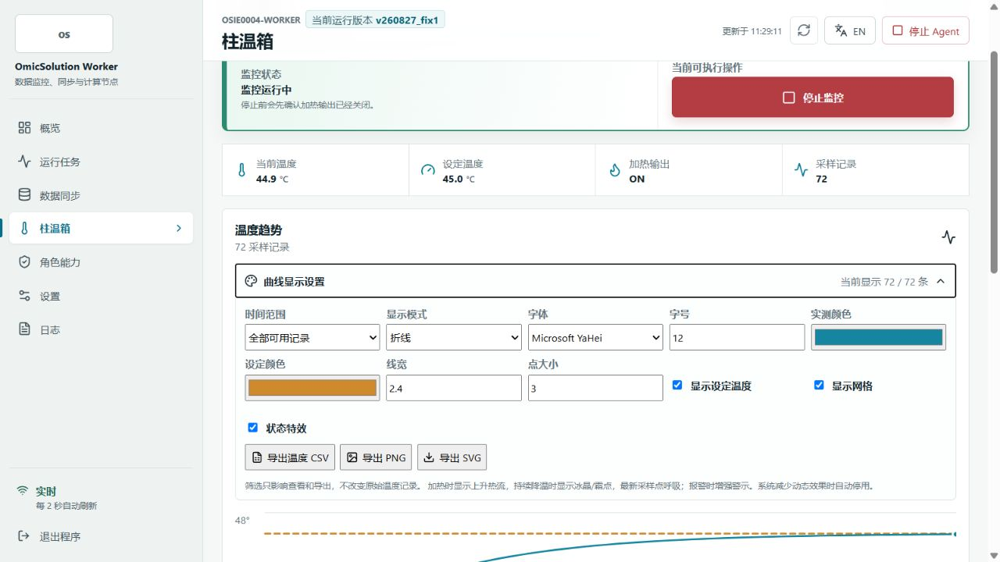 OS
OmicSolution Worker
数据监控、同步与计算节点
概览
运行任务
数据同步
柱温箱
角色能力
设置
日志
实时
每 2 秒自动刷新
退出程序
OSIE0004-WORKER 当前运行版本 v260827_fix1
柱温箱
更新于 11:29:11
EN
停止 Agent
监控状态
监控运行中
停止前会先确认加热输出已经关闭。
当前可执行操作
停止监控
当前温度
44.9 °C
设定温度
45.0 °C
加热输出
ON
采样记录
72
温度趋势
72 采样记录
曲线显示设置 当前显示 72 / 72 条
时间范围 显示模式 字体 字号 实测颜色
全部可用记录 折线 Microsoft YaHei 12
设定颜色 线宽 点大小
2.4 3 显示设定温度 显示网格
状态特效
导出温度 CSV 导出 PNG 导出 SVG
筛选只影响查看和导出，不改变原始温度记录。 加热时显示上升热流，持续降温时显示冰晶/霜点，最新采样点呼吸；报警时增强警示。系统减少动态效果时自动停用。
48°